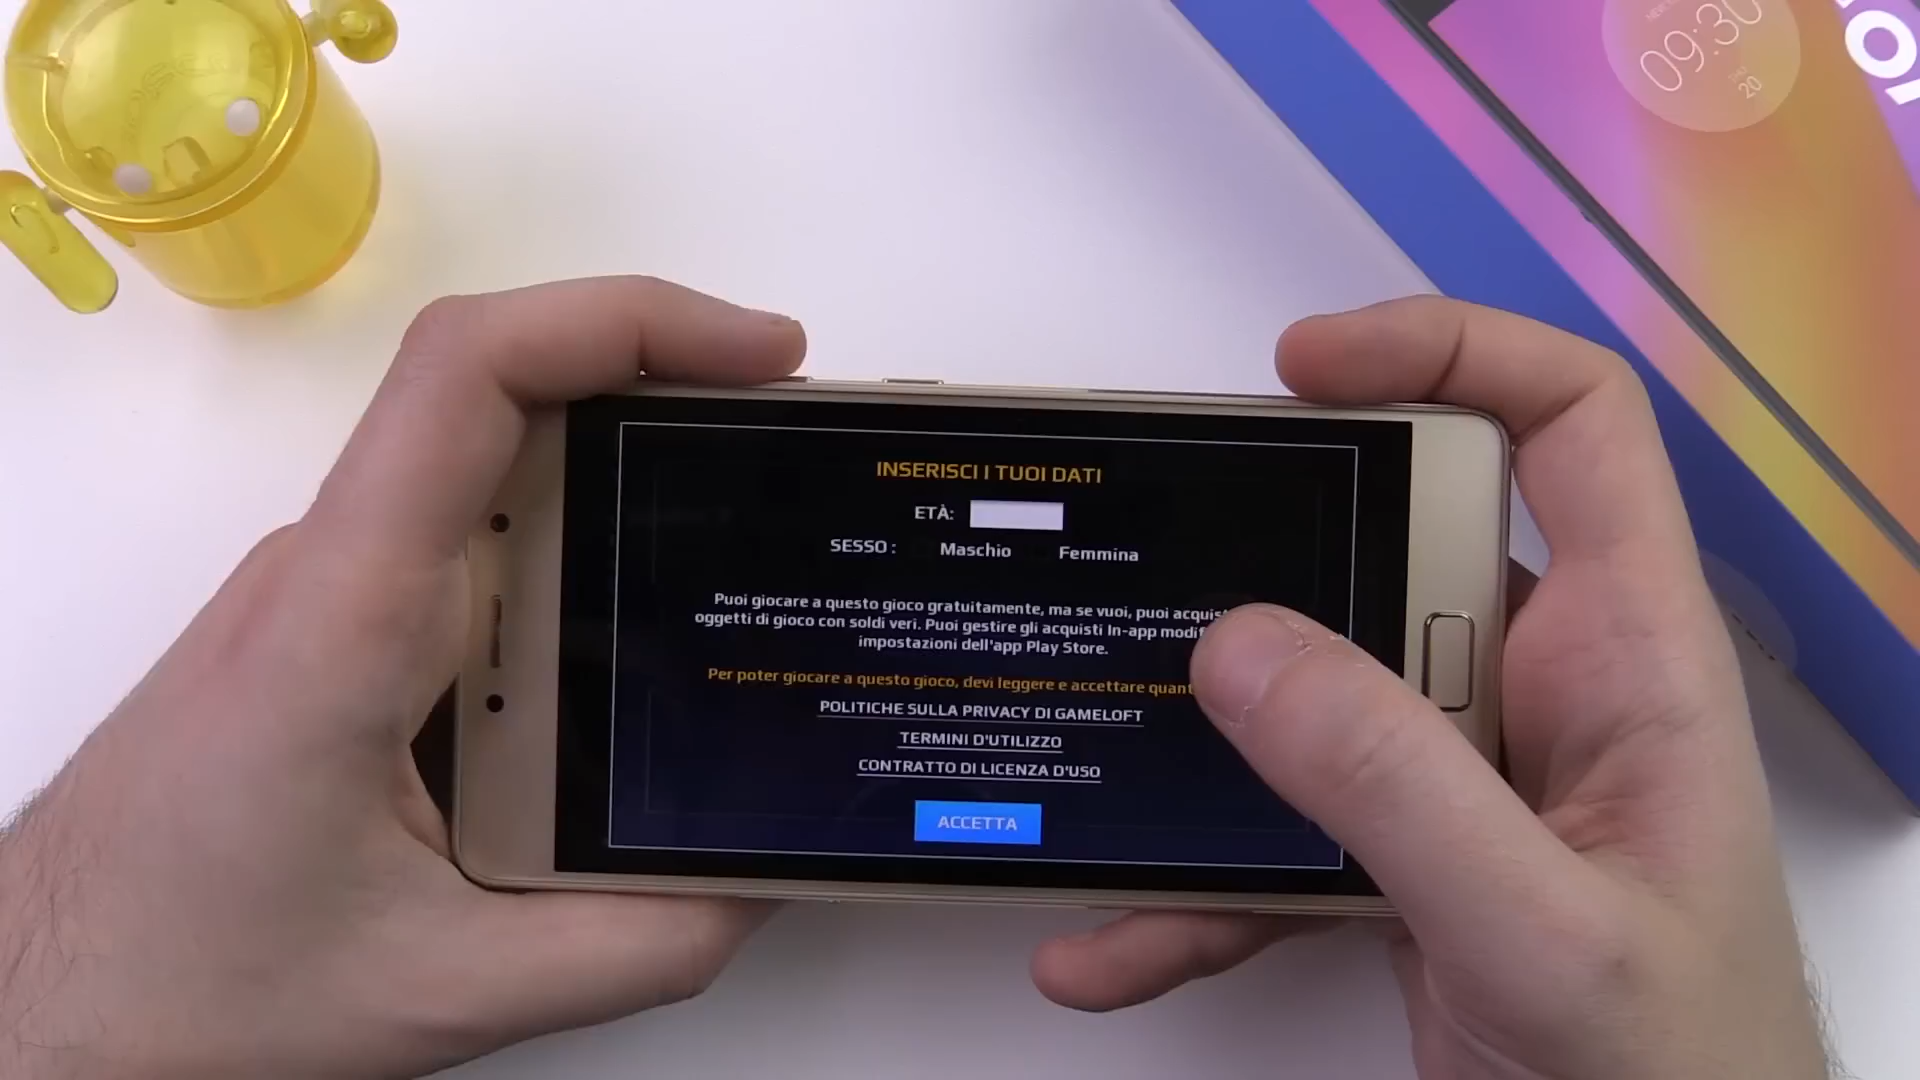 09:30
20
INSERISCI I TUOI DATI
ETÀ:
SESSO: Maschio Femmina
Puoi giocare a questo gioco gratuitamente, ma se vuoi, puoi
oggetti di gioco con soldi veri. Puoi gestire gli acquisti In-app
impostazioni dell'app Play Store.
Per poter giocare a questo gioco, devi leggere e accettare
POLITICHE SULLA PRIVACY DI GAMELOFT
TERMINI D'UTILIZZO
CONTRATTO DI LICENZA D'USO
ACCETTA